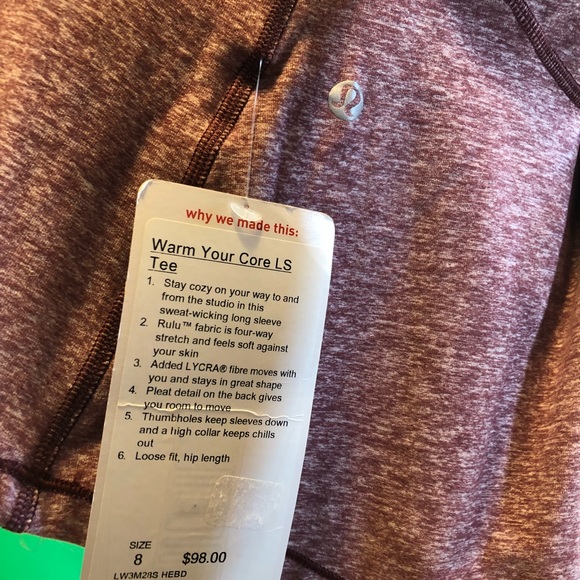 why we made this:
Warm Your Core LS
Tee
1. Stay cozy on your way to and
from the studio in this
sweat-wicking long sleeve
2. Rulu™ fabric is four-way
stretch and feels soft against
your skin
3. Added LYCRA® fibre moves with
you and stays in great shape
4. Pleat detail on the back gives
you room to move
5. Thumbholes keep sleeves down
and a high collar keeps chills
out
6. Loose fit, hip length
SIZE
8 $98.00
LW3M28S HEBD